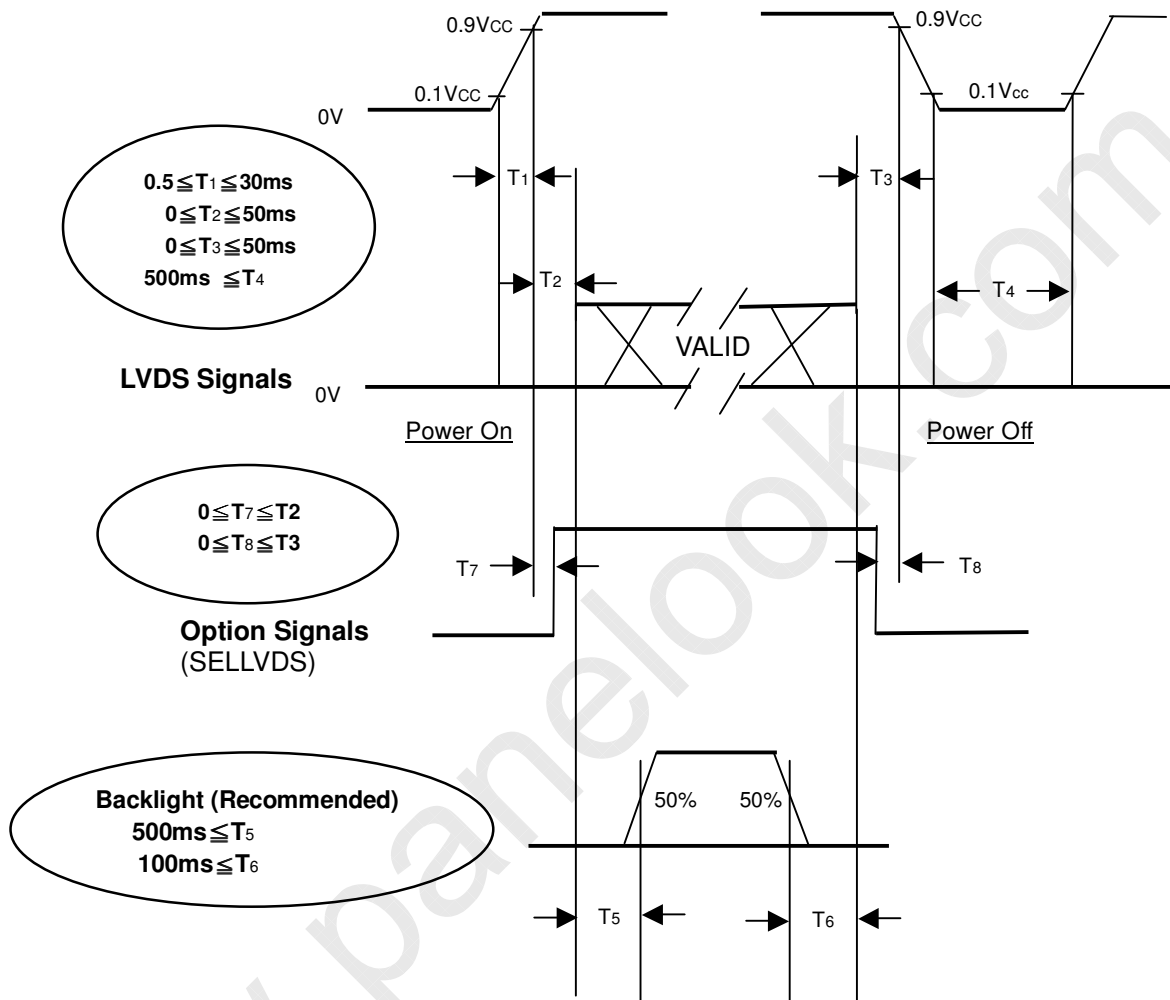 0.9VCC
0.9VCC
0.1VCC
0.1Vcc
0V
0.5≦T1≦30ms
0≦T2≦50ms
0≦T3≦50ms
500ms ≦T4
T1
T3
T2
T4
VALID
LVDS Signals
0V
Power On
Power Off
0≦T7≦T2
0≦T8≦T3
T7
T8
Option Signals
(SELLVDS)
Backlight (Recommended)
500ms≦T5
100ms≦T6
50%
50%
T5
T6
panelook.com